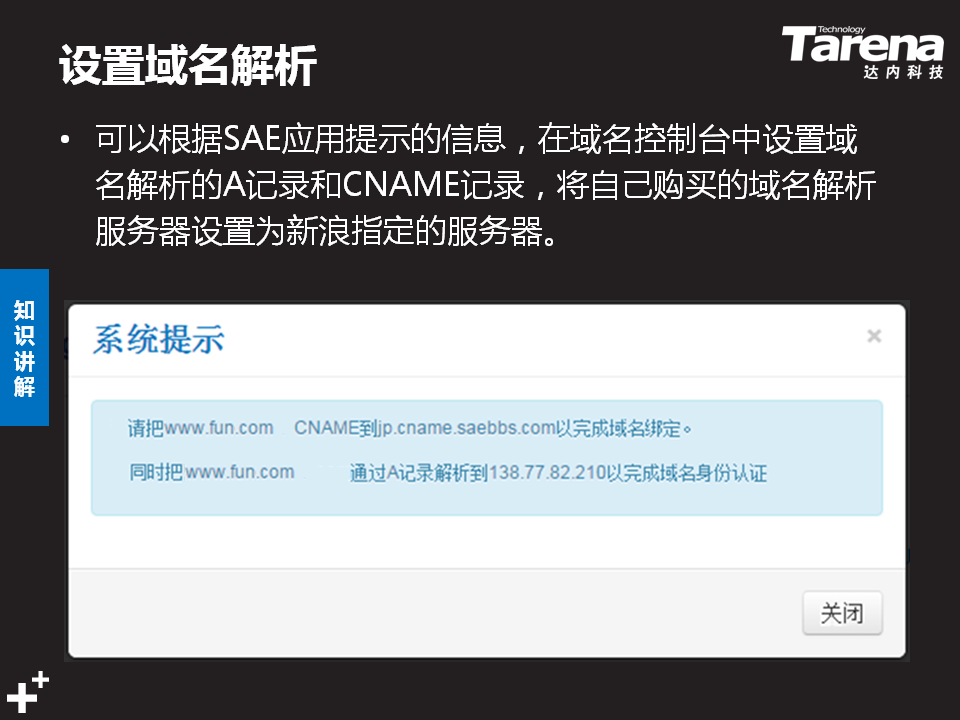 设置域名解析
Technology
Tarena
达内科技
• 可以根据SAE应用提示的信息，在域名控制台中设置域
名解析的A记录和CNAME记录，将自己购买的域名解析
服务器设置为新浪指定的服务器。
知识讲解
系统提示
×
请把www.fun.com CNAME到jp.cname.saebbs.com以完成域名绑定。
同时把www.fun.com 通过A记录解析到138.77.82.210以完成域名身份认证
关闭